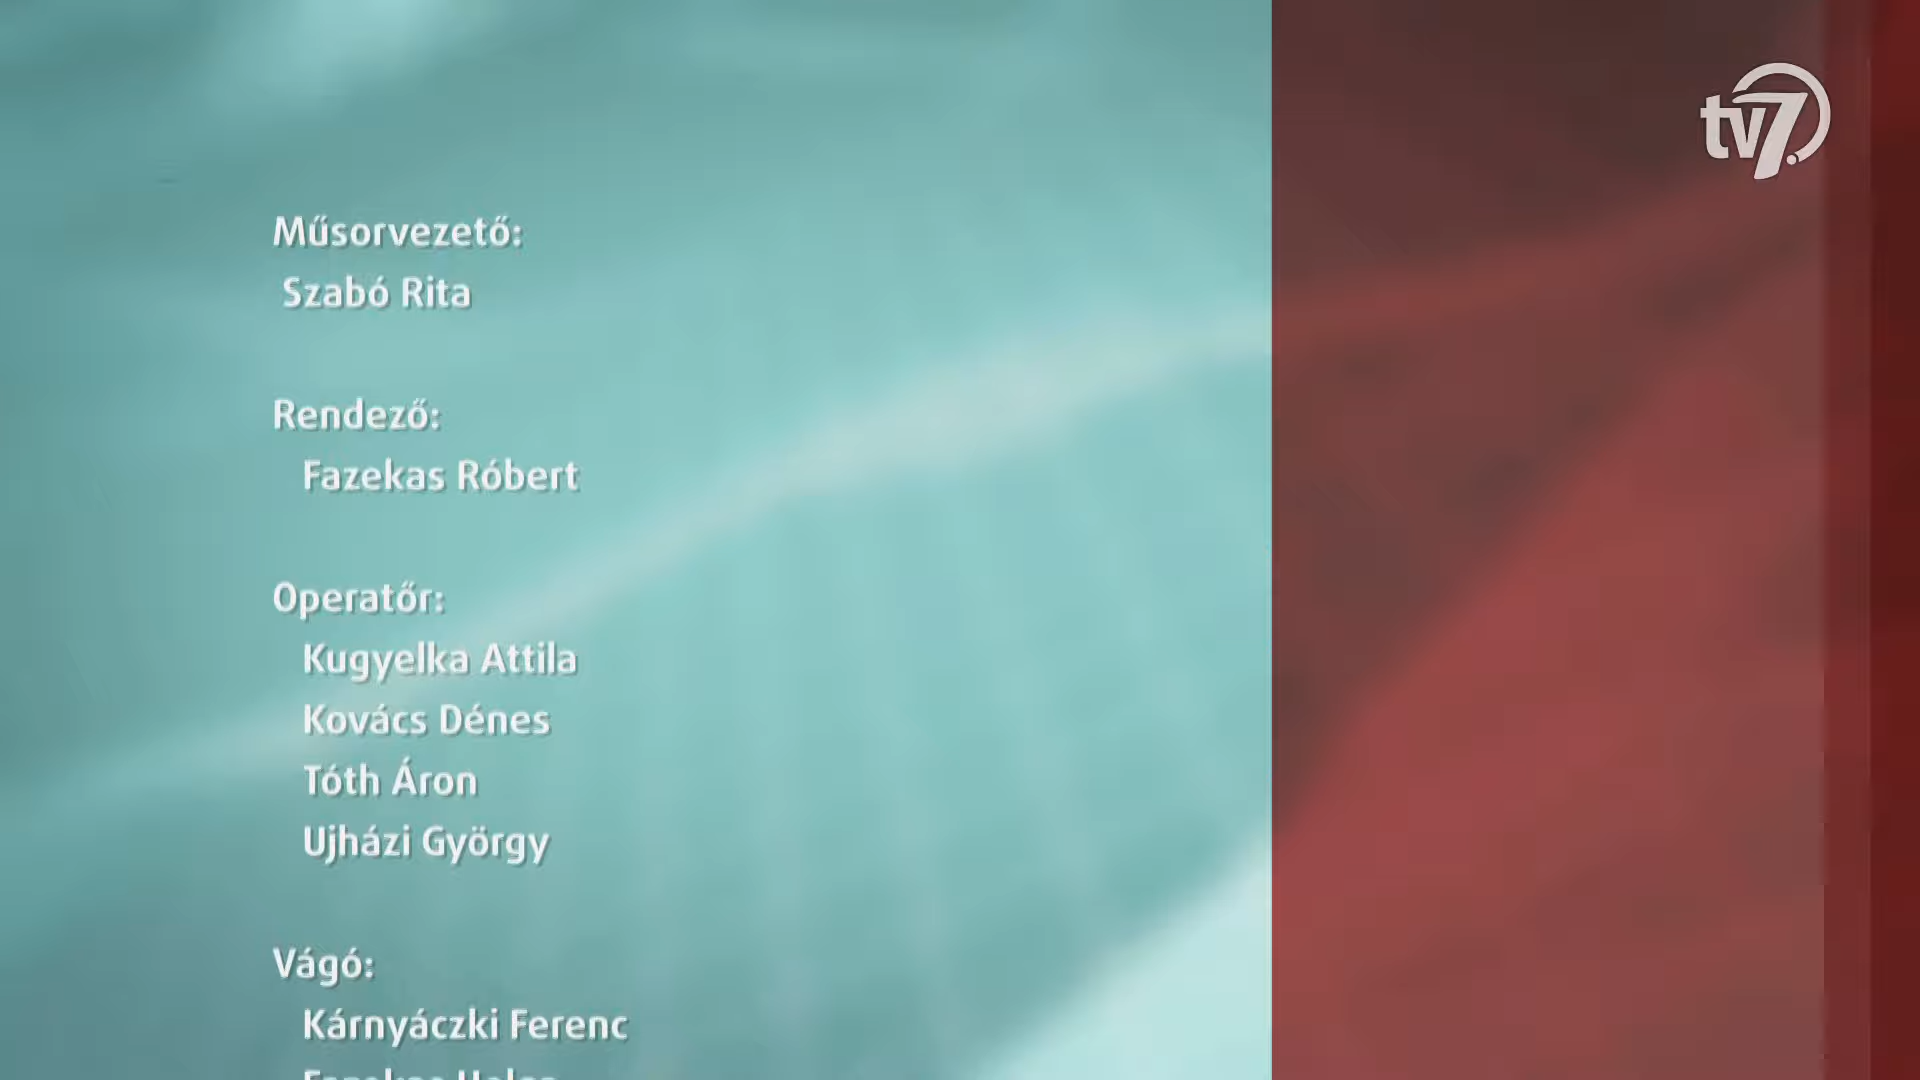 tv7
Műsorvezető:
Szabó Rita
Rendező:
Fazekas Róbert
Operatőr:
Kugyelka Attila
Kovács Dénes
Tóth Áron
Ujházi György
Vágó:
Kárnyáczki Ferenc